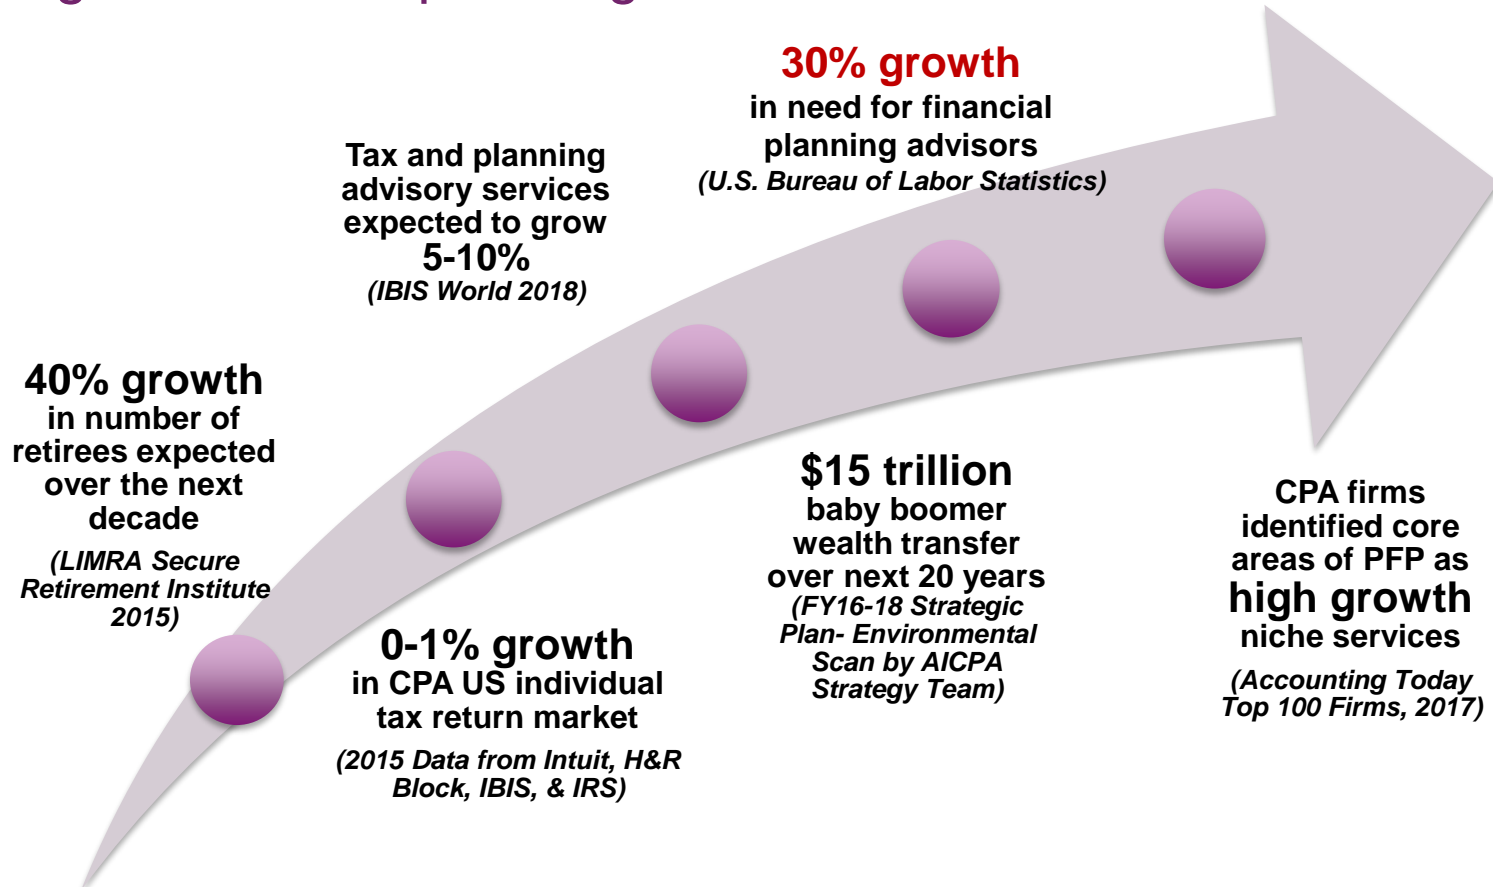 30% growth
in need for financial
planning advisors
(U.S. Bureau of Labor Statistics)
Tax and planning
advisory services
expected to grow
5-10%
(IBIS World 2018)
40% growth
in number of
retirees expected
over the next
decade
(LIMRA Secure
Retirement Institute
2015)
0-1% growth
in CPA US individual
tax return market
(2015 Data from Intuit, H&R
Block, IBIS, & IRS)
$15 trillion
baby boomer
wealth transfer
over next 20 years
(FY16-18 Strategic
Plan- Environmental
Scan by AICPA
Strategy Team)
CPA firms
identified core
areas of PFP as
high growth
niche services
(Accounting Today
Top 100 Firms, 2017)